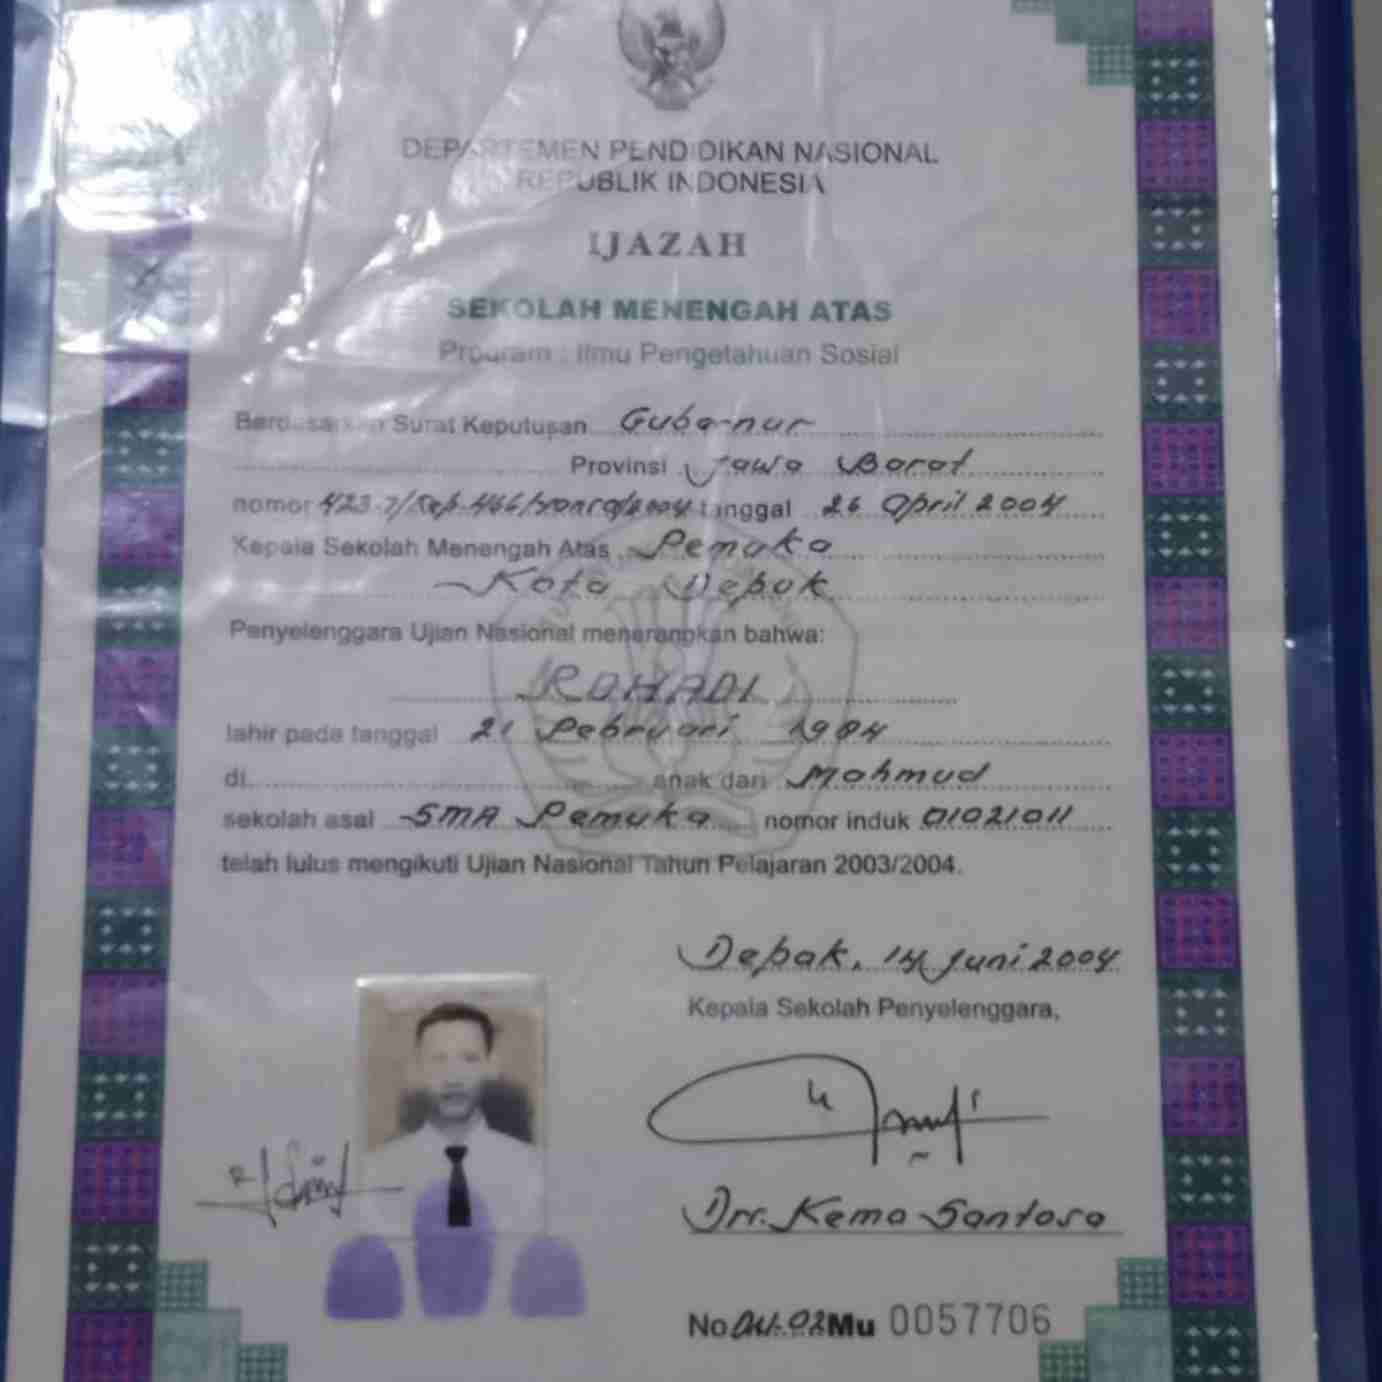 DEPARTEMEN PENDIDIKAN NASIONAL
REPUBLIK INDONESIA
IJAZAH
SEKOLAH MENENGAH ATAS
Program : Ilmu Pengetahuan Sosial
Berdasarkan Surat Keputusan Gubernur
Provinsi Jawa Barat
nomor tanggal 26 April 2004
Kepala Sekolah Menengah Atas Pemuka
Kota Depok
Penyelenggara Ujian Nasional menerangkan bahwa:
ROHADI
lahir pada tanggal 21 Pebruari 1984
di anak dari Mahmud
sekolah asal SMA Pemuka nomor induk 01021011
telah lulus mengikuti Ujian Nasional Tahun Pelajaran 2003/2004.
Depok, 14 Juni 2004
Kepala Sekolah Penyelenggara,
Drs. Kema Santosa
No Mu 0057706